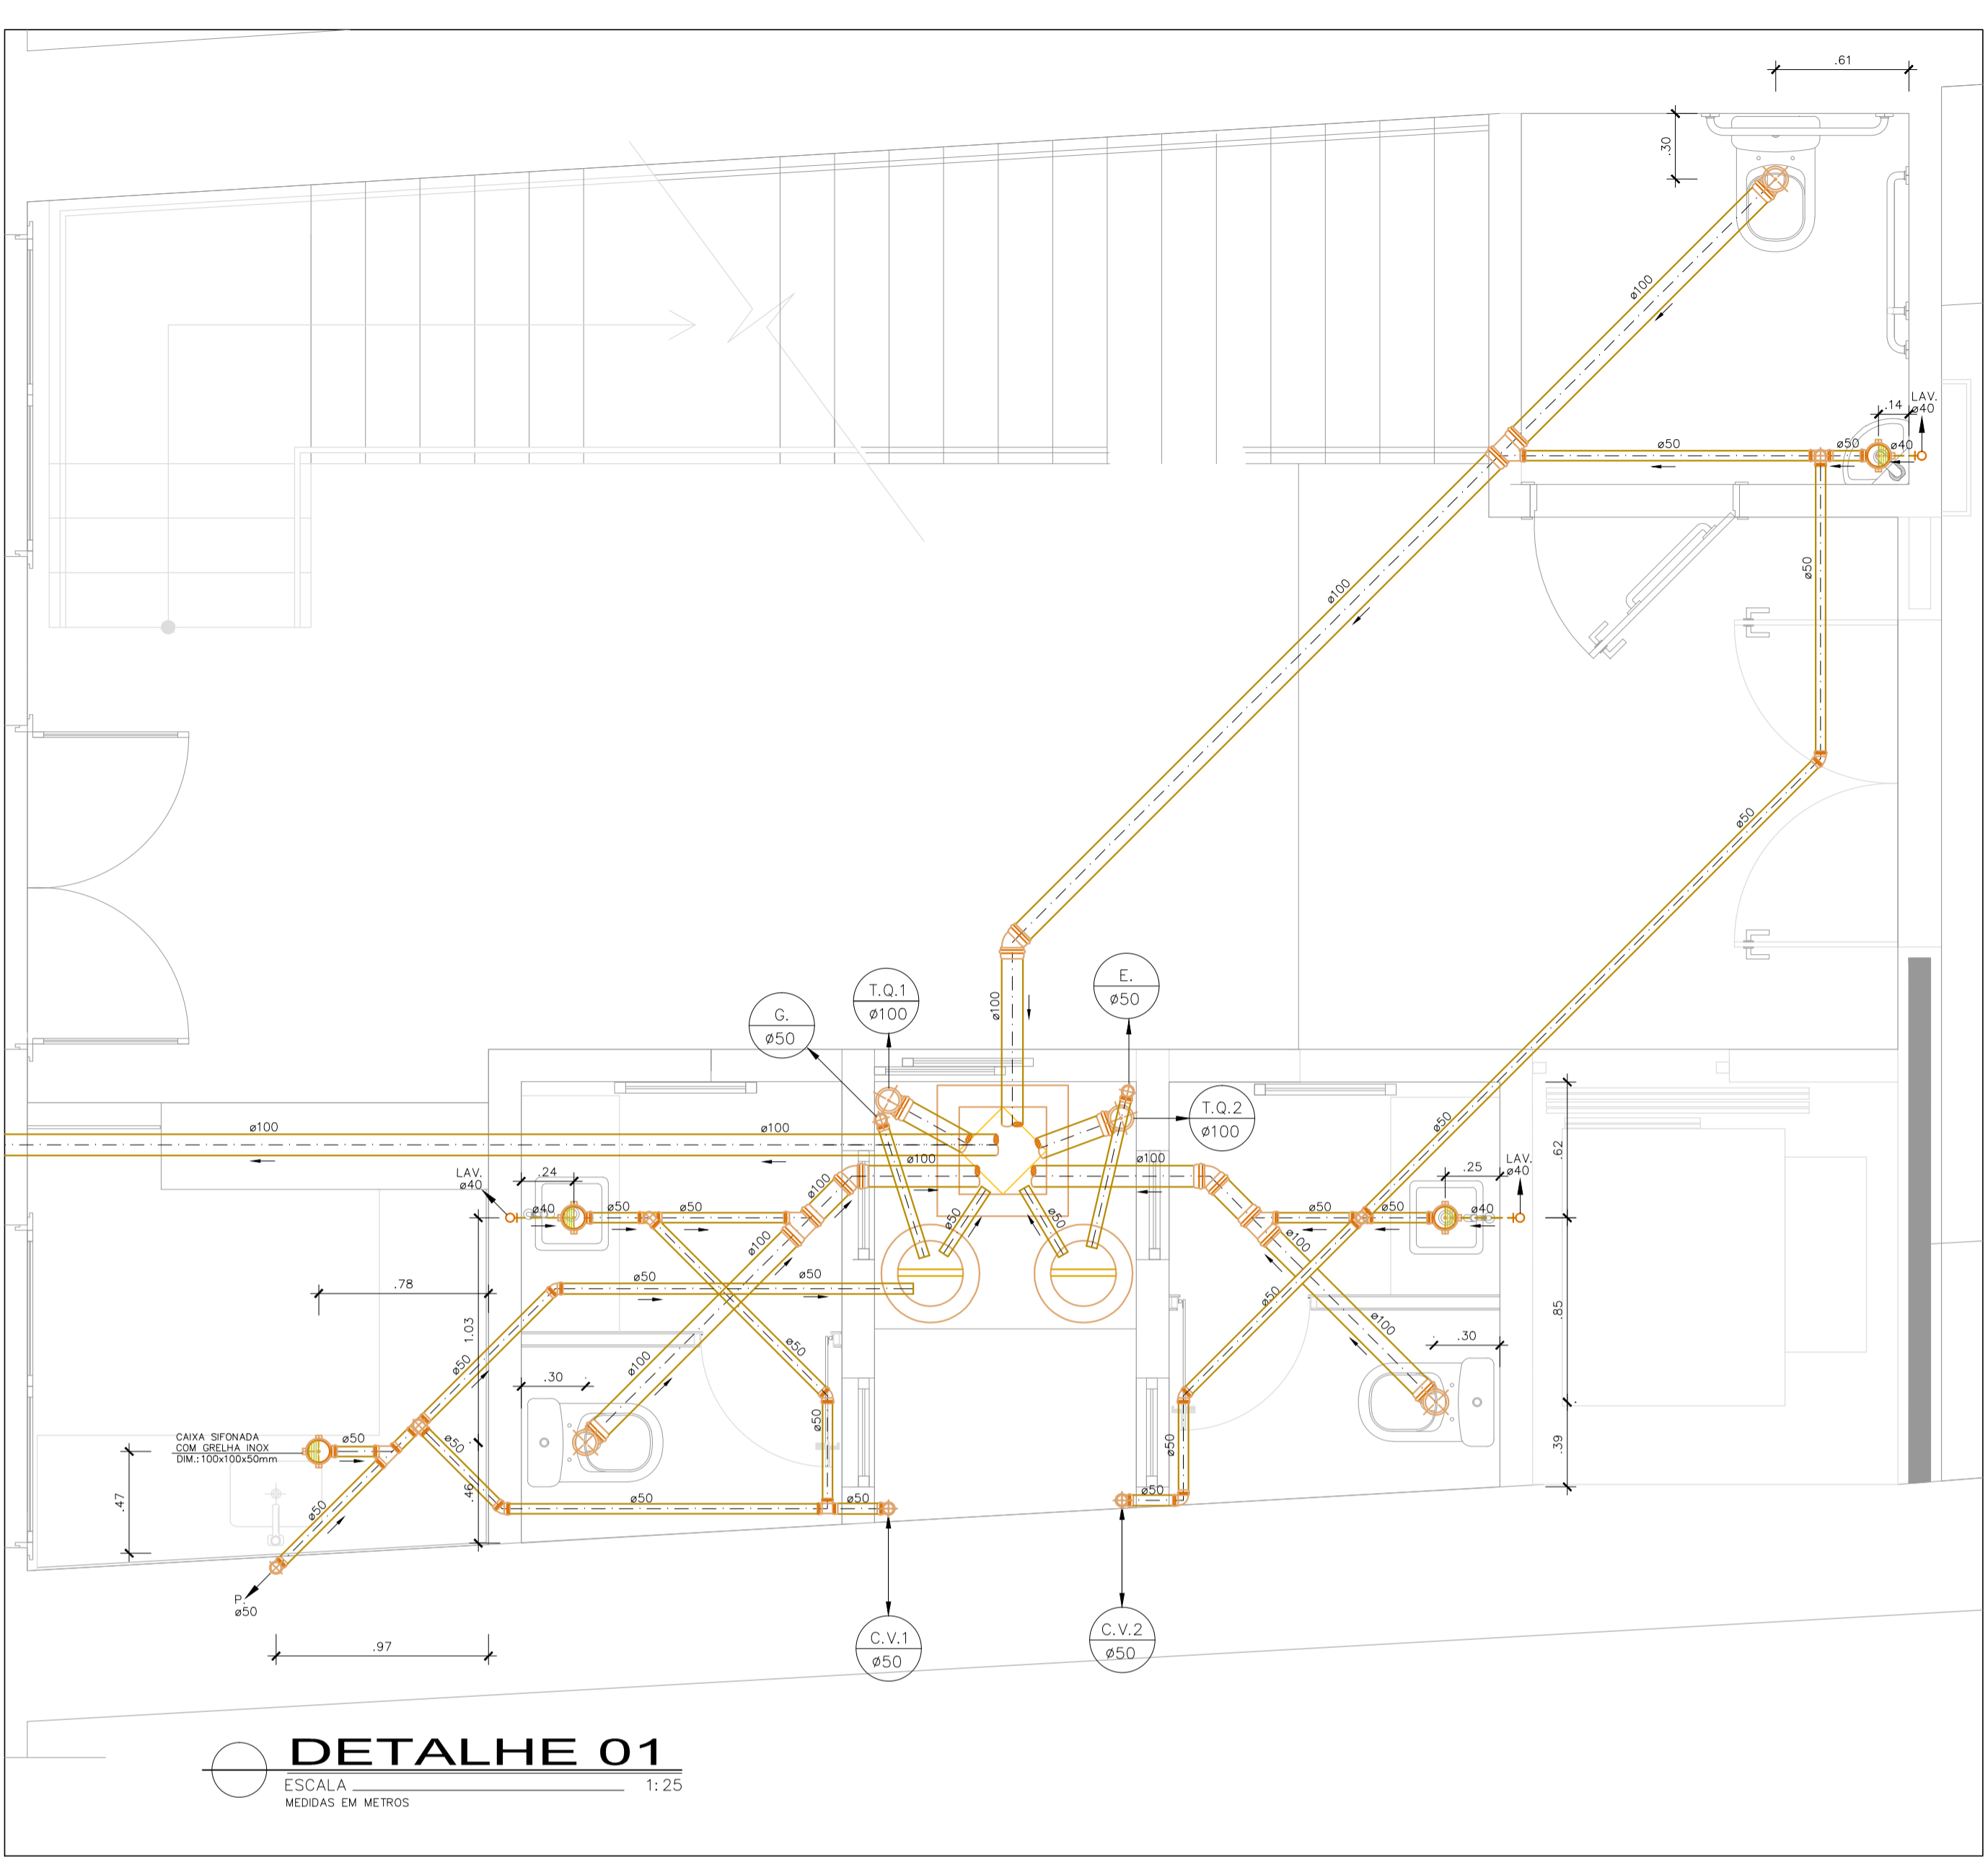 .61
.30
ø100
.14
LAV.
ø40
ø50
ø50
ø40
ø100
ø50
ø50
E.
ø50
T.Q.1
ø100
G.
ø50
ø100
T.Q.2
ø100
ø50
ø100
ø100
ø100
ø100
.62
LAV.
ø40
.24
ø40
ø50
ø50
ø100
ø50
ø50
ø50
ø50
.25
LAV.
ø40
ø40
ø100
ø100
ø50
ø50
.78
1.03
ø50
ø100
ø50
ø50
ø100
.85
.30
.30
ø50
ø50
.39
CAIXA SIFONADA
COM GRELHA INOX
DIM.:100x100x50mm
ø50
ø50
.46
.47
ø50
ø50
ø50
ø50
P.
ø50
.97
C.V.1
ø50
C.V.2
ø50
DETALHE 01
ESCALA 1:25
MEDIDAS EM METROS